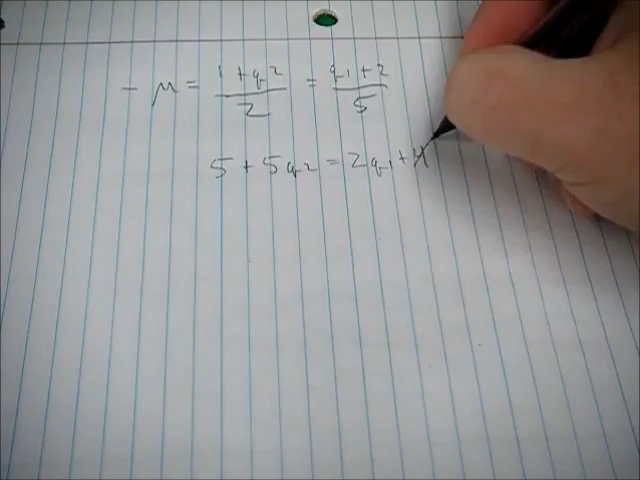 - μ = (1 + q2)/2 = (q1 + 2)/5
5 + 5q2 = 2q1 + 4